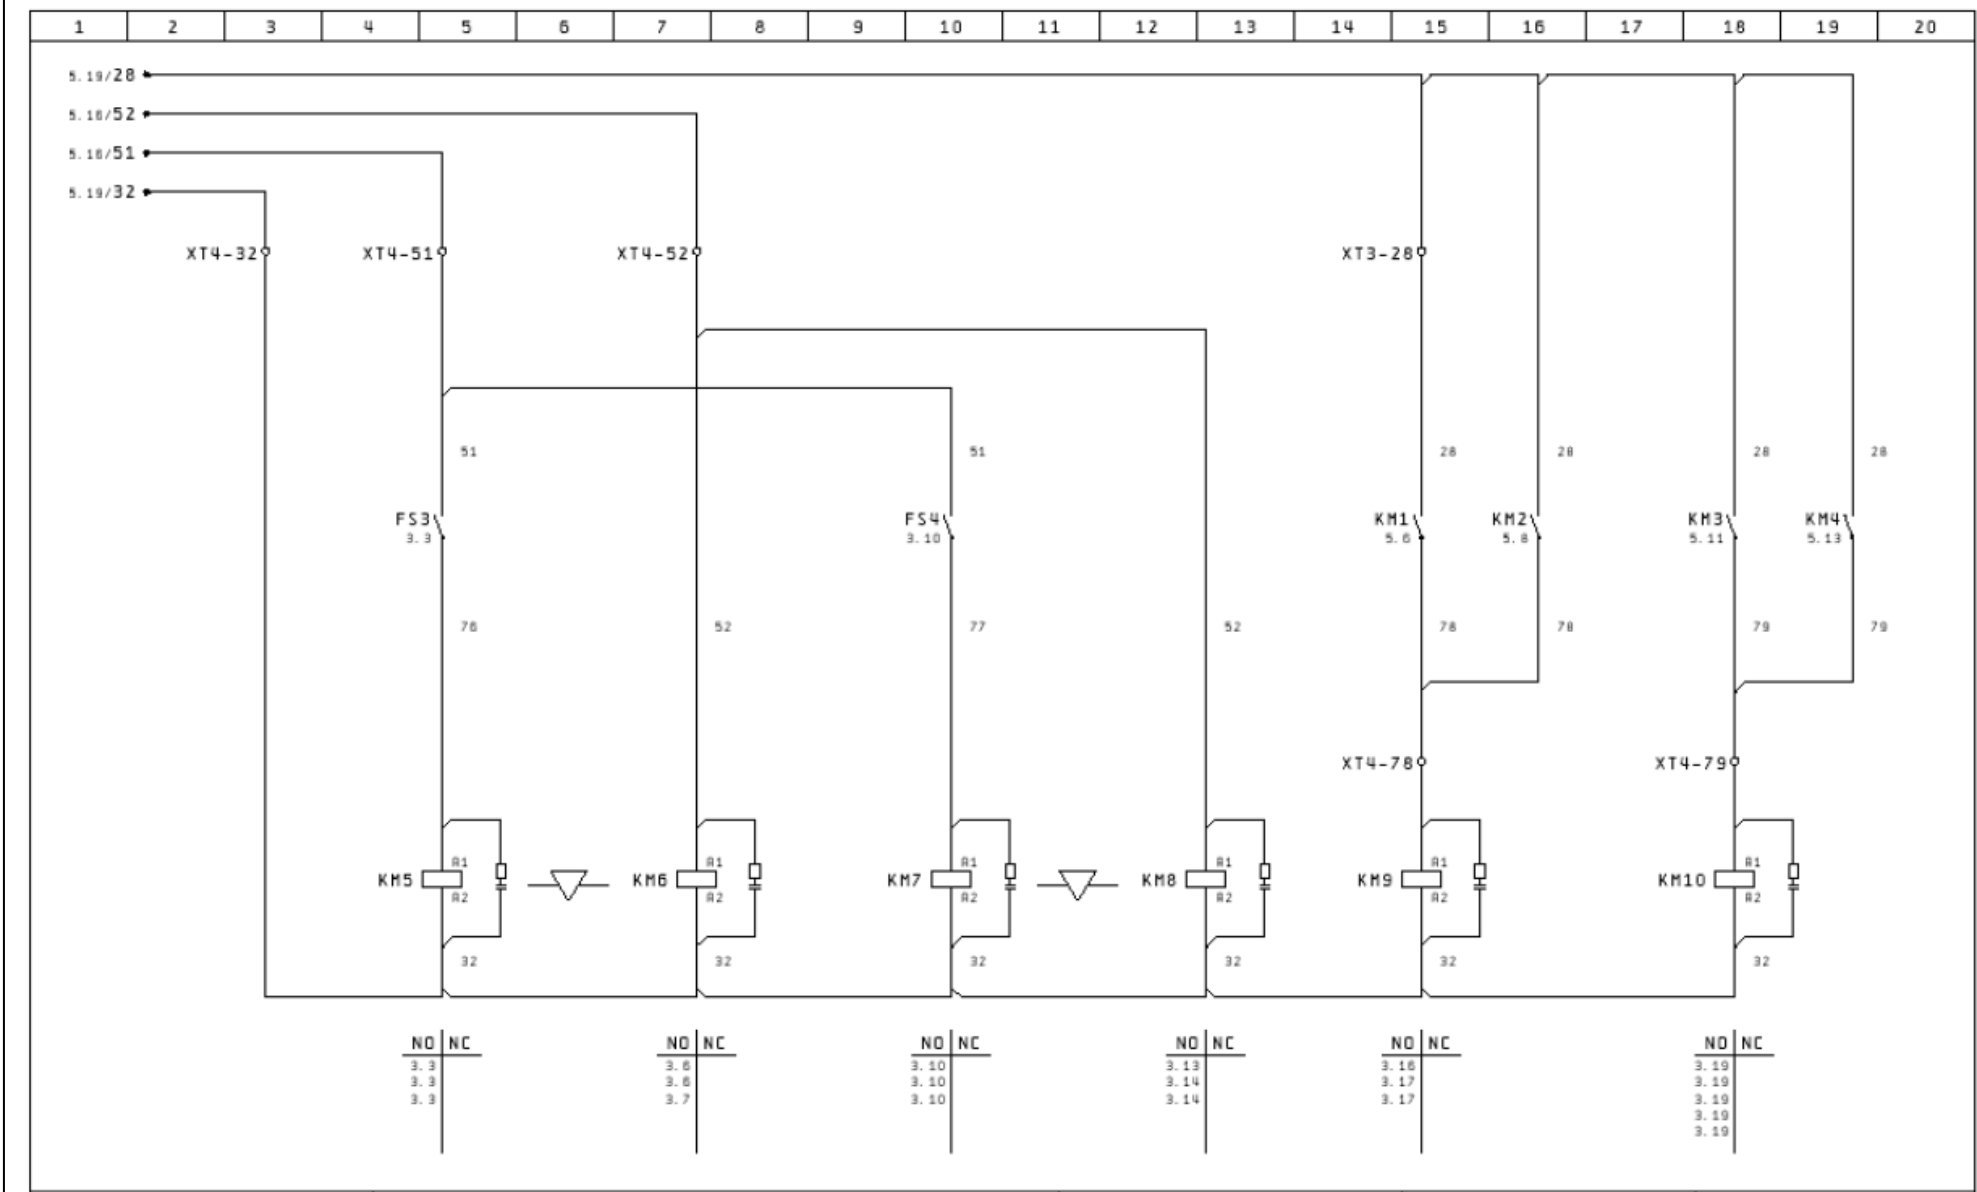 1 2 3 4 5 6 7 8 9 10 11 12 13 14 15 16 17 18 19 20
5.19/28
5.16/52
5.16/51
5.19/32
XT4-32 XT4-51 XT4-52 XT3-28
51 51 28 28 28 28
FS3 FS4 KM1 KM2 KM3 KM4
3.3 3.10 5.6 5.8 5.11 5.13
76 52 77 52 78 78 79 79
XT4-78 XT4-79
A1 A1 A1 A1 A1 A1
KM5 KM6 KM7 KM8 KM9 KM10
A2 A2 A2 A2 A2 A2
32 32 32 32 32 32
NO NC NO NC NO NC NO NC NO NC NO NC
3.3 3.6 3.10 3.13 3.16 3.19
3.3 3.6 3.10 3.14 3.17 3.19
3.3 3.7 3.10 3.14 3.17 3.19
3.19
3.19